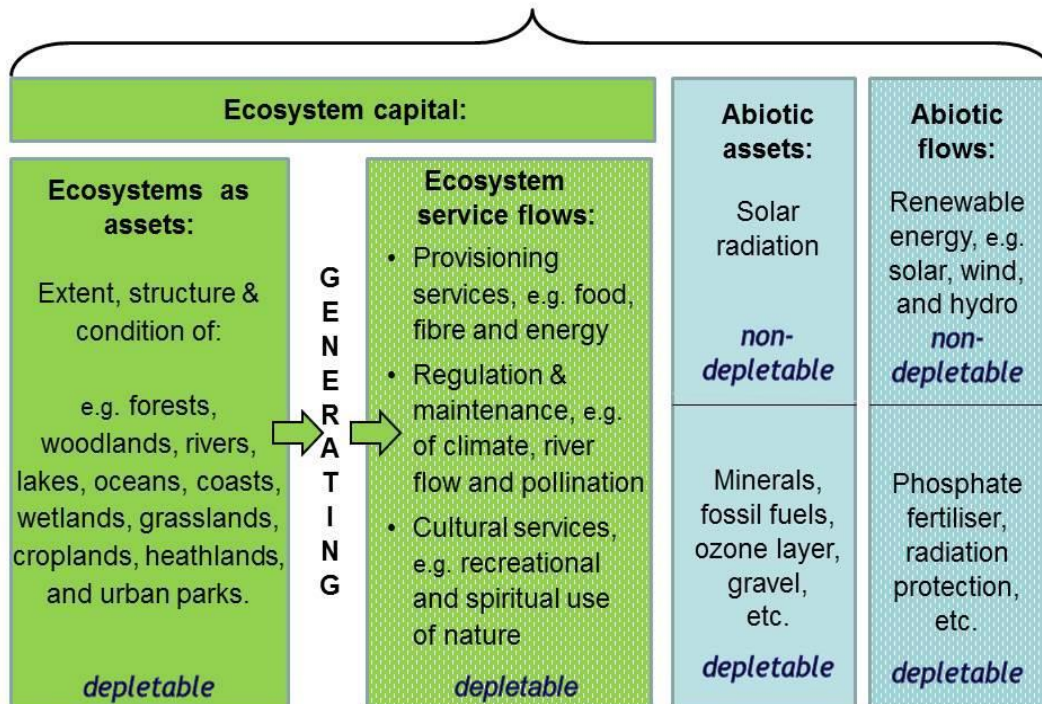 Ecosystem capital:
Ecosystems as
assets:
Extent, structure &
condition of:
e.g. forests,
woodlands, rivers,
lakes, oceans, coasts,
wetlands, grasslands,
croplands, heathlands,
and urban parks.
depletable
GENERATING
Ecosystem
service flows:
• Provisioning
services, e.g. food,
fibre and energy
• Regulation &
maintenance, e.g.
of climate, river
flow and pollination
• Cultural services,
e.g. recreational
and spiritual use
of nature
depletable
Abiotic
assets:
Solar
radiation
non-
depletable
Minerals,
fossil fuels,
ozone layer,
gravel,
etc.
depletable
Abiotic
flows:
Renewable
energy, e.g.
solar, wind,
and hydro
non-
depletable
Phosphate
fertiliser,
radiation
protection,
etc.
depletable